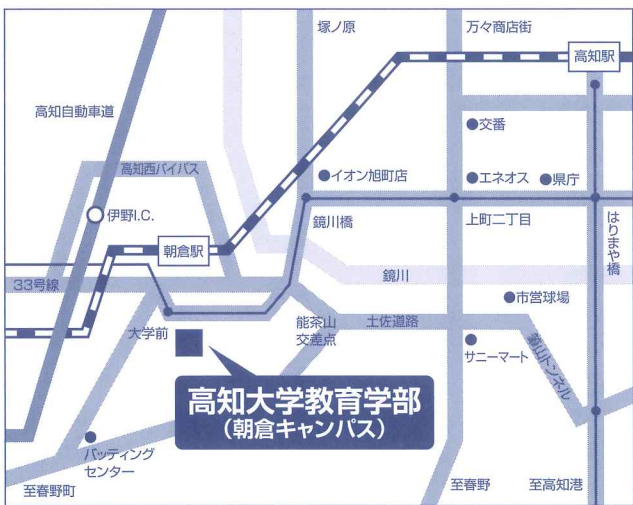 塚ノ原
万々商店街
高知駅
高知自動車道
●交番
高知西バイパス
●イオン旭町店
●エネオス
●県庁
伊野I.C.
鏡川橋
上町二丁目
はりまや橋
朝倉駅
鏡川
33号線
●市営球場
大学前
能茶山
交差点
土佐道路
サニーマート
トンネル
高知大学教育学部
(朝倉キャンパス)
バッティング
センター
至春野町
至春野
至高知港